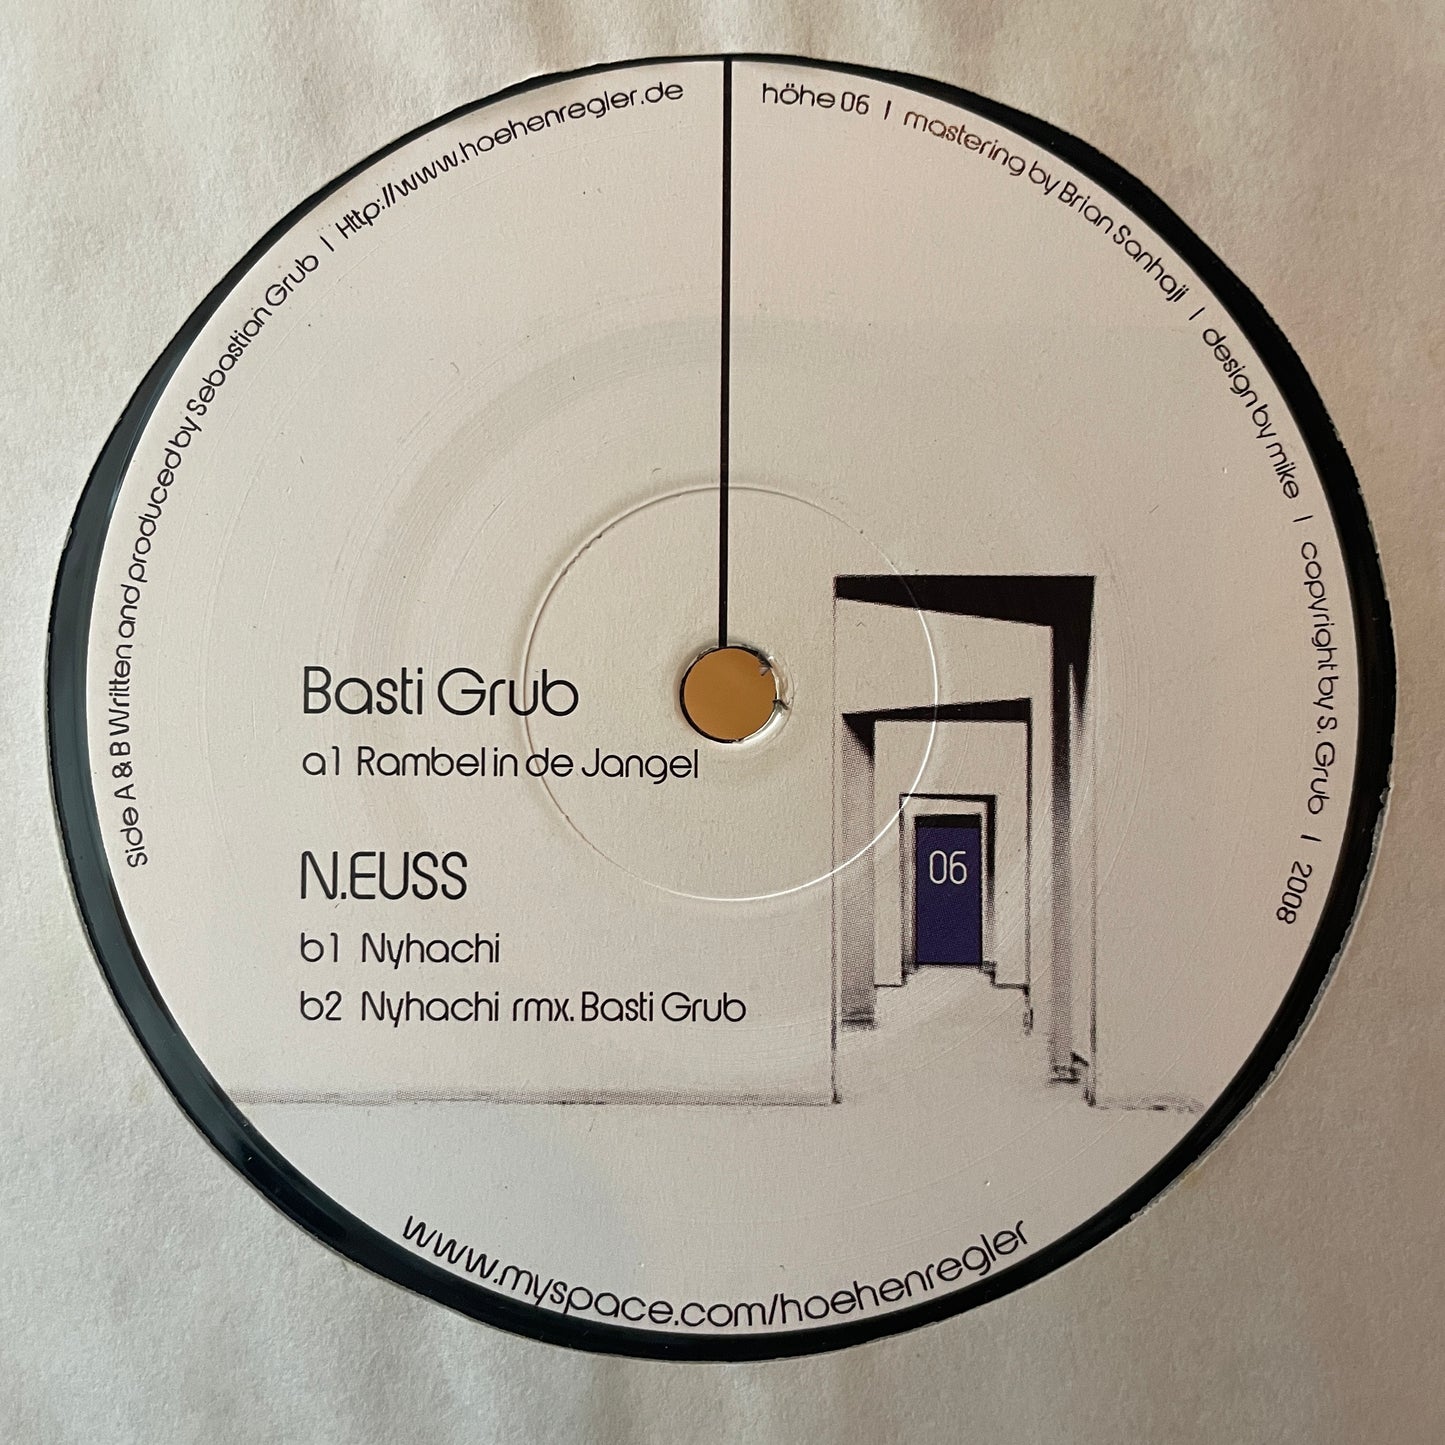 Side A & B Written and produced by Sebastian Grub | Http://www.hoehenregler.de
höhe 06 | mastering by Brian Sanhaji | design by mike | copyright by S. Grub | 2008
Basti Grub
a1 Rambel in de Jangel
N.EUSS
b1 Nyhachi
b2 Nyhachi rmx. Basti Grub
06
www.myspace.com/hoehenregler